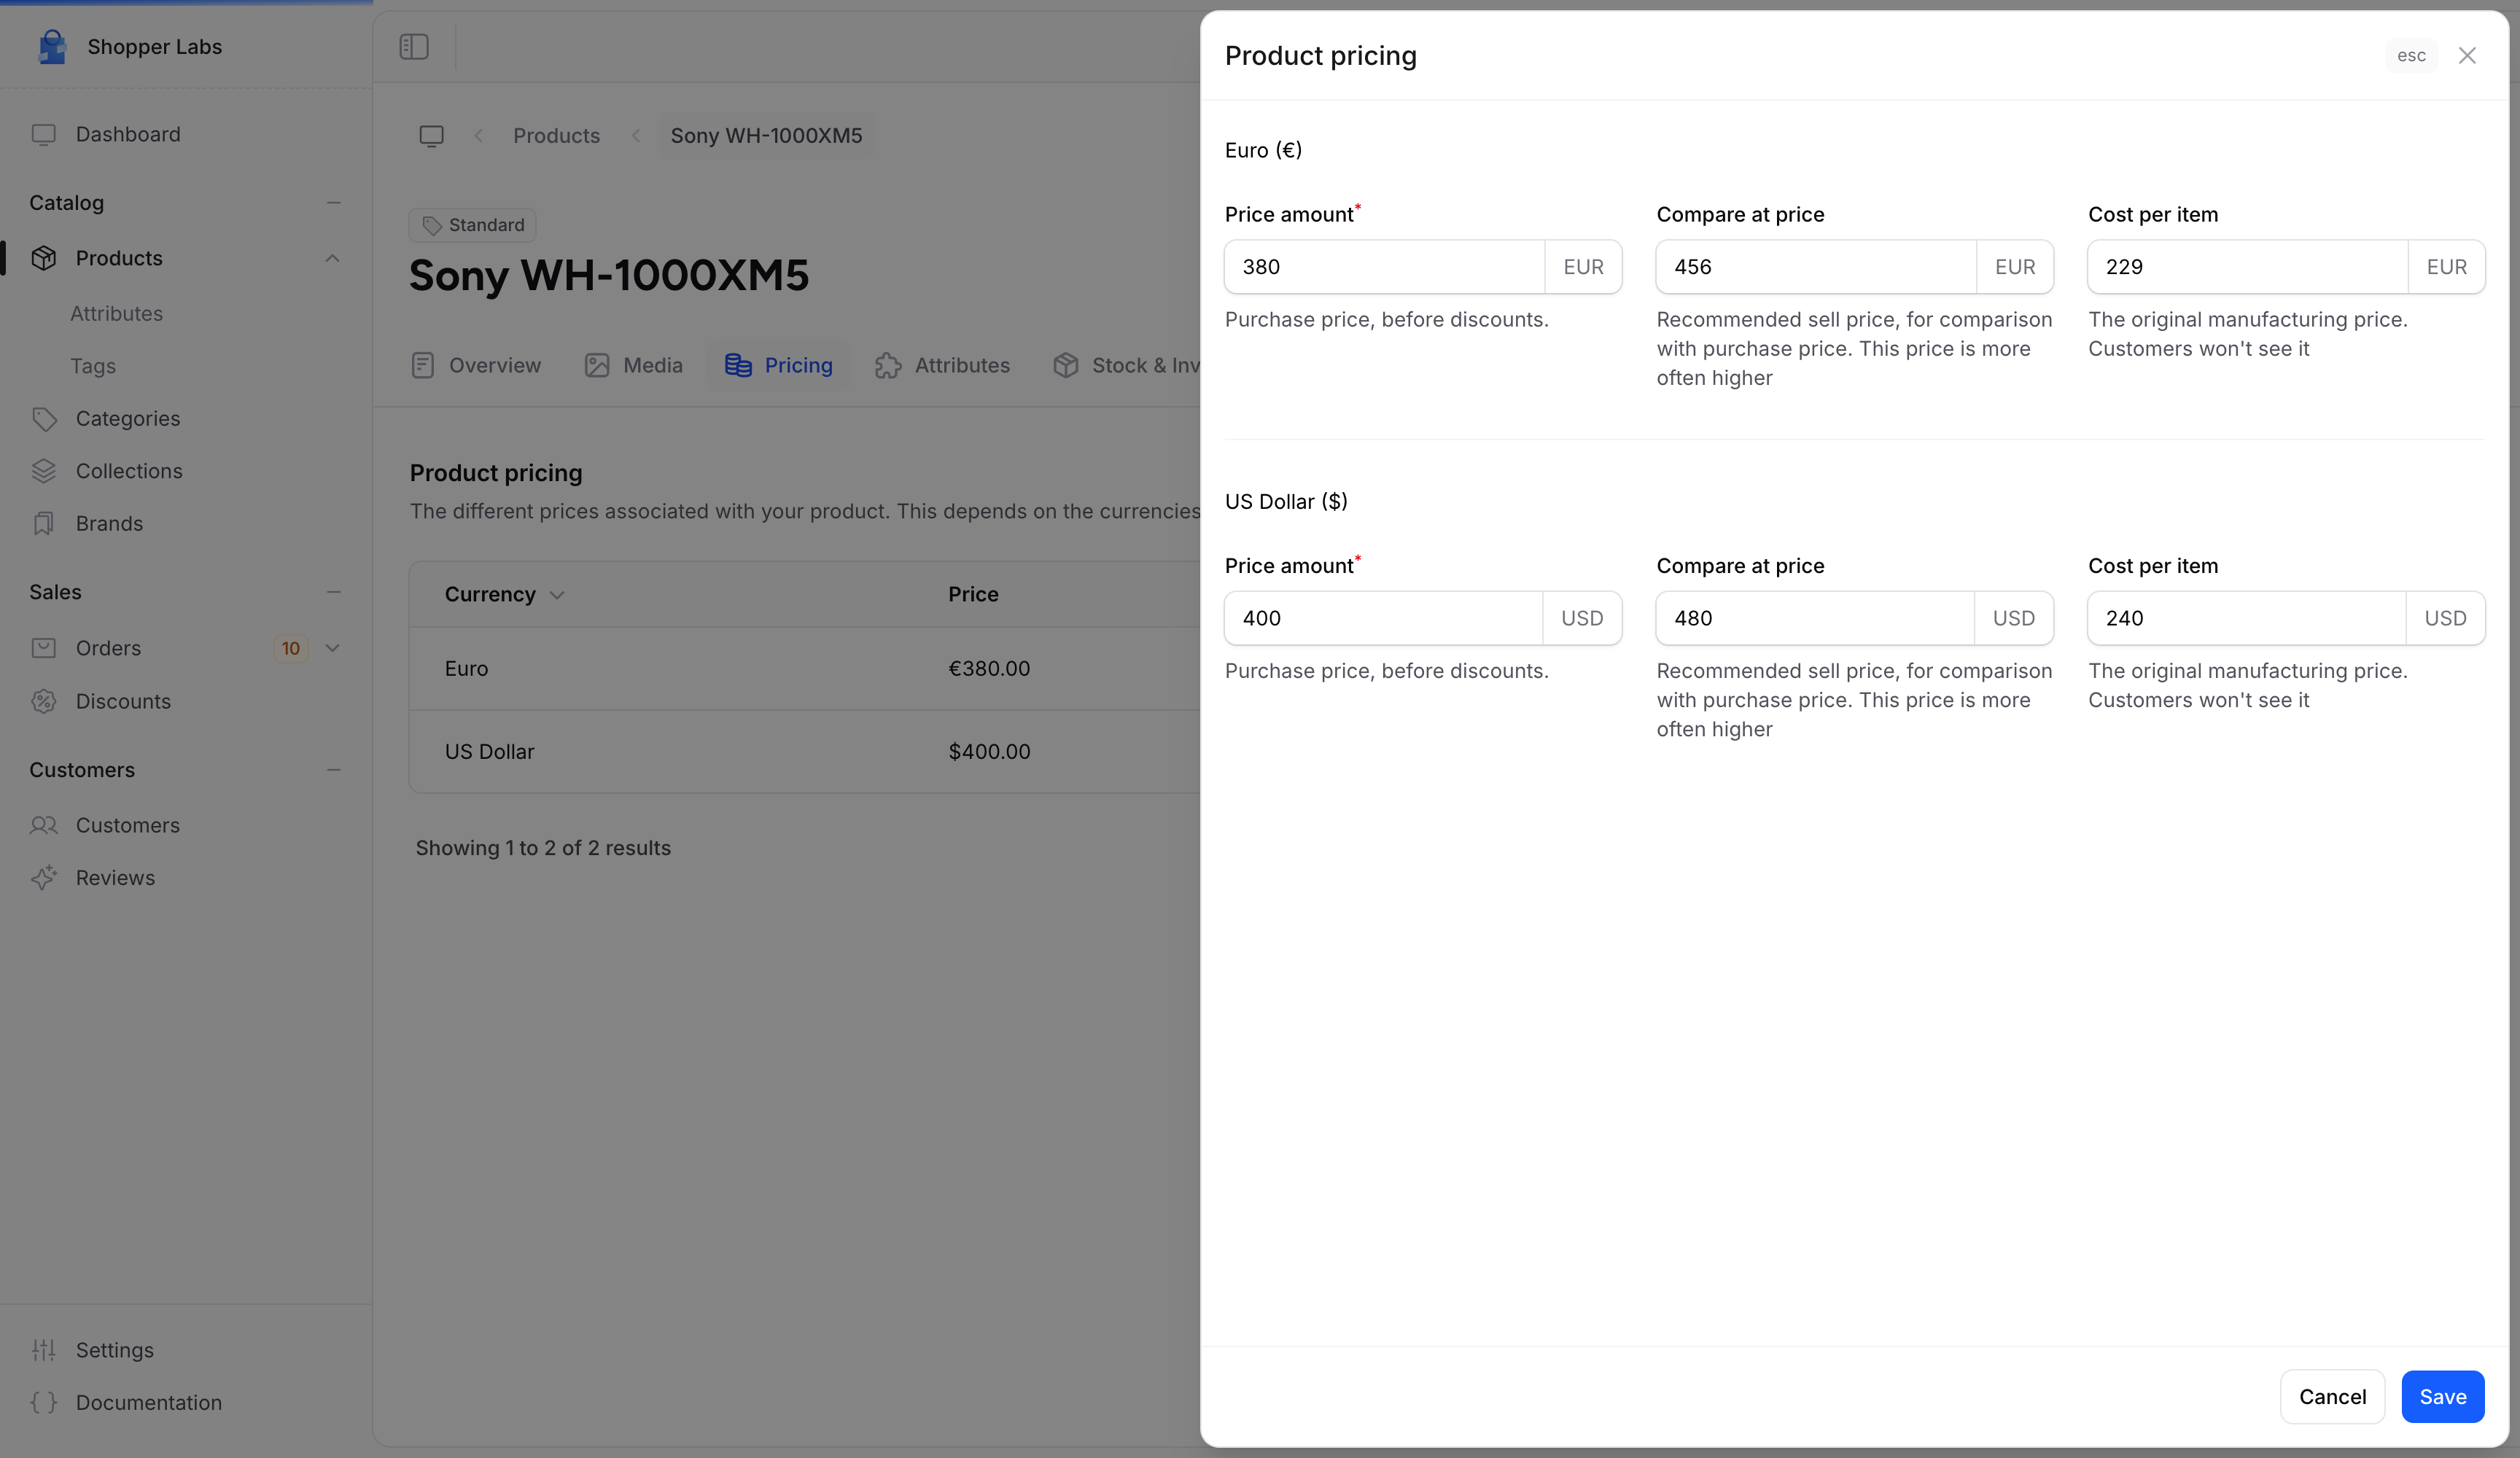 Shopper Labs
Dashboard
Catalog
Products
Attributes
Tags
Categories
Collections
Brands
Sales
Orders
10
Discounts
Customers
Customers
Reviews
Settings
Documentation
Products
Sony WH-1000XM5
Standard
Sony WH-1000XM5
Overview
Media
Pricing
Attributes
Stock & Inv
Product pricing
The different prices associated with your product. This depends on the currencies
Currency
Price
Euro
€380.00
US Dollar
$400.00
Showing 1 to 2 of 2 results
Product pricing
esc
Euro (€)
Price amount*
380
EUR
Purchase price, before discounts.
Compare at price
456
EUR
Recommended sell price, for comparison
with purchase price. This price is more
often higher
Cost per item
229
EUR
The original manufacturing price.
Customers won't see it
US Dollar ($)
Price amount*
400
USD
Purchase price, before discounts.
Compare at price
480
USD
Recommended sell price, for comparison
with purchase price. This price is more
often higher
Cost per item
240
USD
The original manufacturing price.
Customers won't see it
Cancel
Save